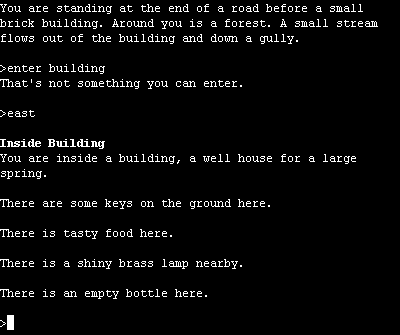 You are standing at the end of a road before a small
brick building. Around you is a forest. A small stream
flows out of the building and down a gully.
>enter building
That's not something you can enter.
>east
Inside Building
You are inside a building, a well house for a large
spring.
There are some keys on the ground here.
There is tasty food here.
There is a shiny brass lamp nearby.
There is an empty bottle here.
>